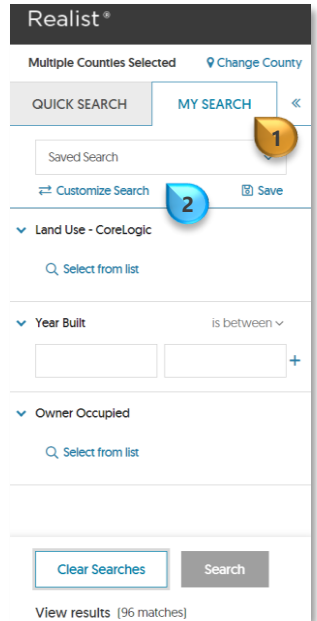 Realist®
Multiple Counties Selected Change County
QUICK SEARCH MY SEARCH «
1
Saved Search
Customize Search Save
2
Land Use - CoreLogic
Select from list
Year Built is between
+
Owner Occupied
Select from list
Clear Searches Search
View results (96 matches)